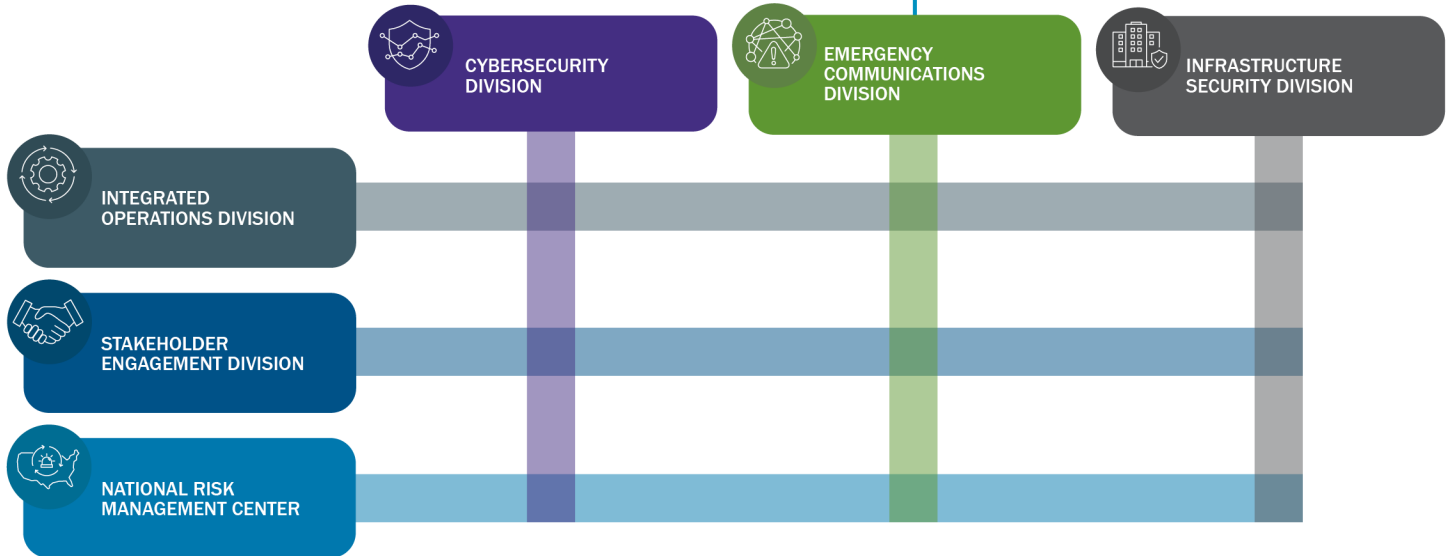 CYBERSECURITY
DIVISION
EMERGENCY
COMMUNICATIONS
DIVISION
INFRASTRUCTURE
SECURITY DIVISION
INTEGRATED
OPERATIONS DIVISION
STAKEHOLDER
ENGAGEMENT DIVISION
NATIONAL RISK
MANAGEMENT CENTER